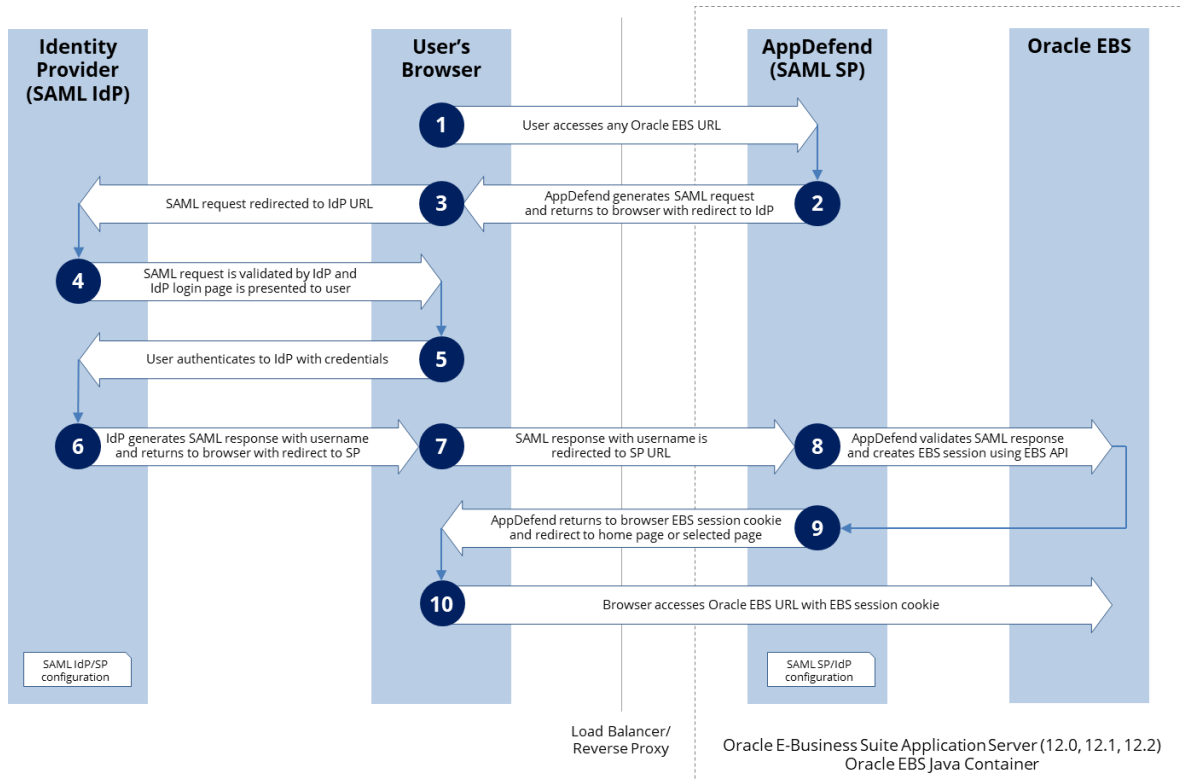 Identity
Provider
(SAML IdP)
User's
Browser
AppDefend
(SAML SP)
Oracle EBS
1
User accesses any Oracle EBS URL
2
AppDefend generates SAML request
and returns to browser with redirect to IdP
3
SAML request redirected to IdP URL
4
SAML request is validated by IdP and
IdP login page is presented to user
5
User authenticates to IdP with credentials
6
IdP generates SAML response with username
and returns to browser with redirect to SP
7
SAML response with username is
redirected to SP URL
8
AppDefend validates SAML response
and creates EBS session using EBS API
9
AppDefend returns to browser EBS session cookie
and redirect to home page or selected page
10
Browser accesses Oracle EBS URL with EBS session cookie
SAML IdP/SP
configuration
SAML SP/IdP
configuration
Load Balancer/
Reverse Proxy
Oracle E-Business Suite Application Server (12.0, 12.1, 12.2)
Oracle EBS Java Container